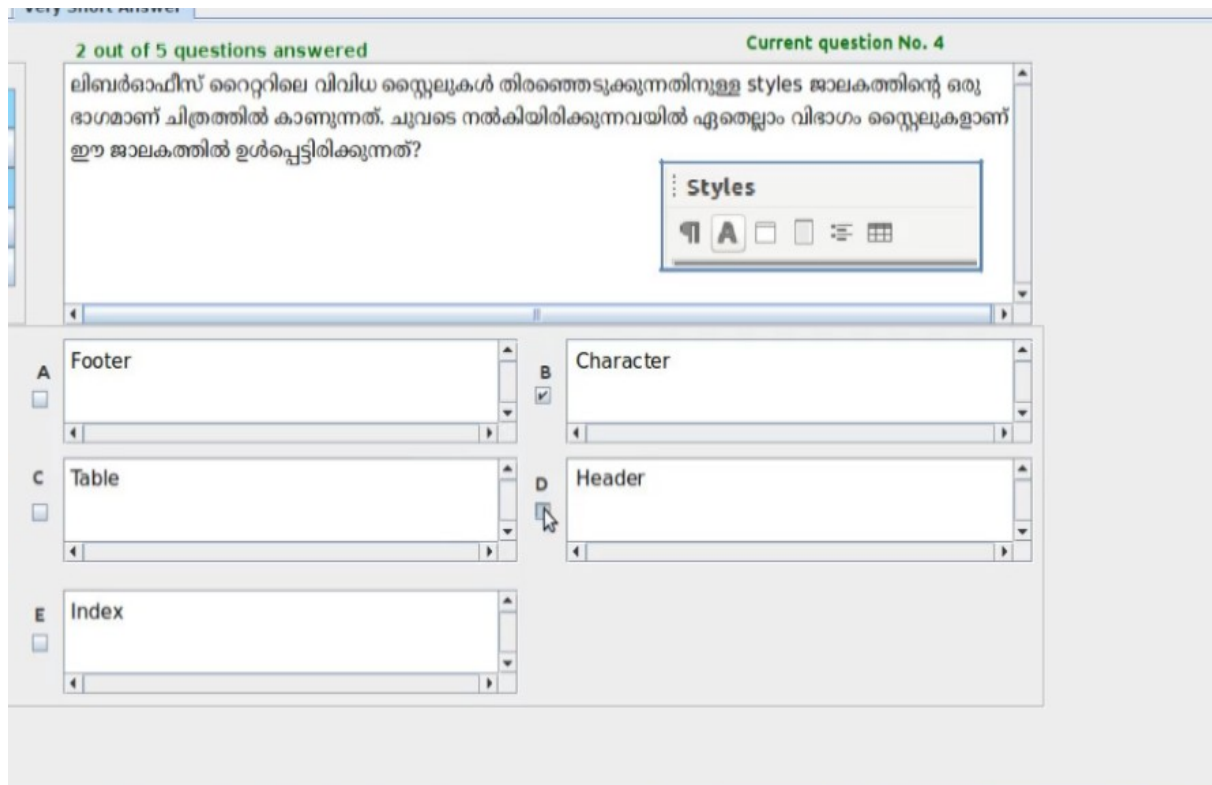 Very Short Answer
2 out of 5 questions answered
Current question No. 4
ലിബർഓഫീസ് റൈറ്ററിലെ വിവിധ സ്റ്റൈലുകൾ തിരഞ്ഞെടുക്കുന്നതിനുള്ള styles ജാലകത്തിന്റെ ഒരു
ഭാഗമാണ് ചിത്രത്തിൽ കാണുന്നത്. ചുവടെ നൽകിയിരിക്കുന്നവയിൽ ഏതെല്ലാം വിഭാഗം സ്റ്റൈലുകളാണ്
ഈ ജാലകത്തിൽ ഉൾപ്പെട്ടിരിക്കുന്നത്?
Styles
A
Footer
B
Character
C
Table
D
Header
E
Index